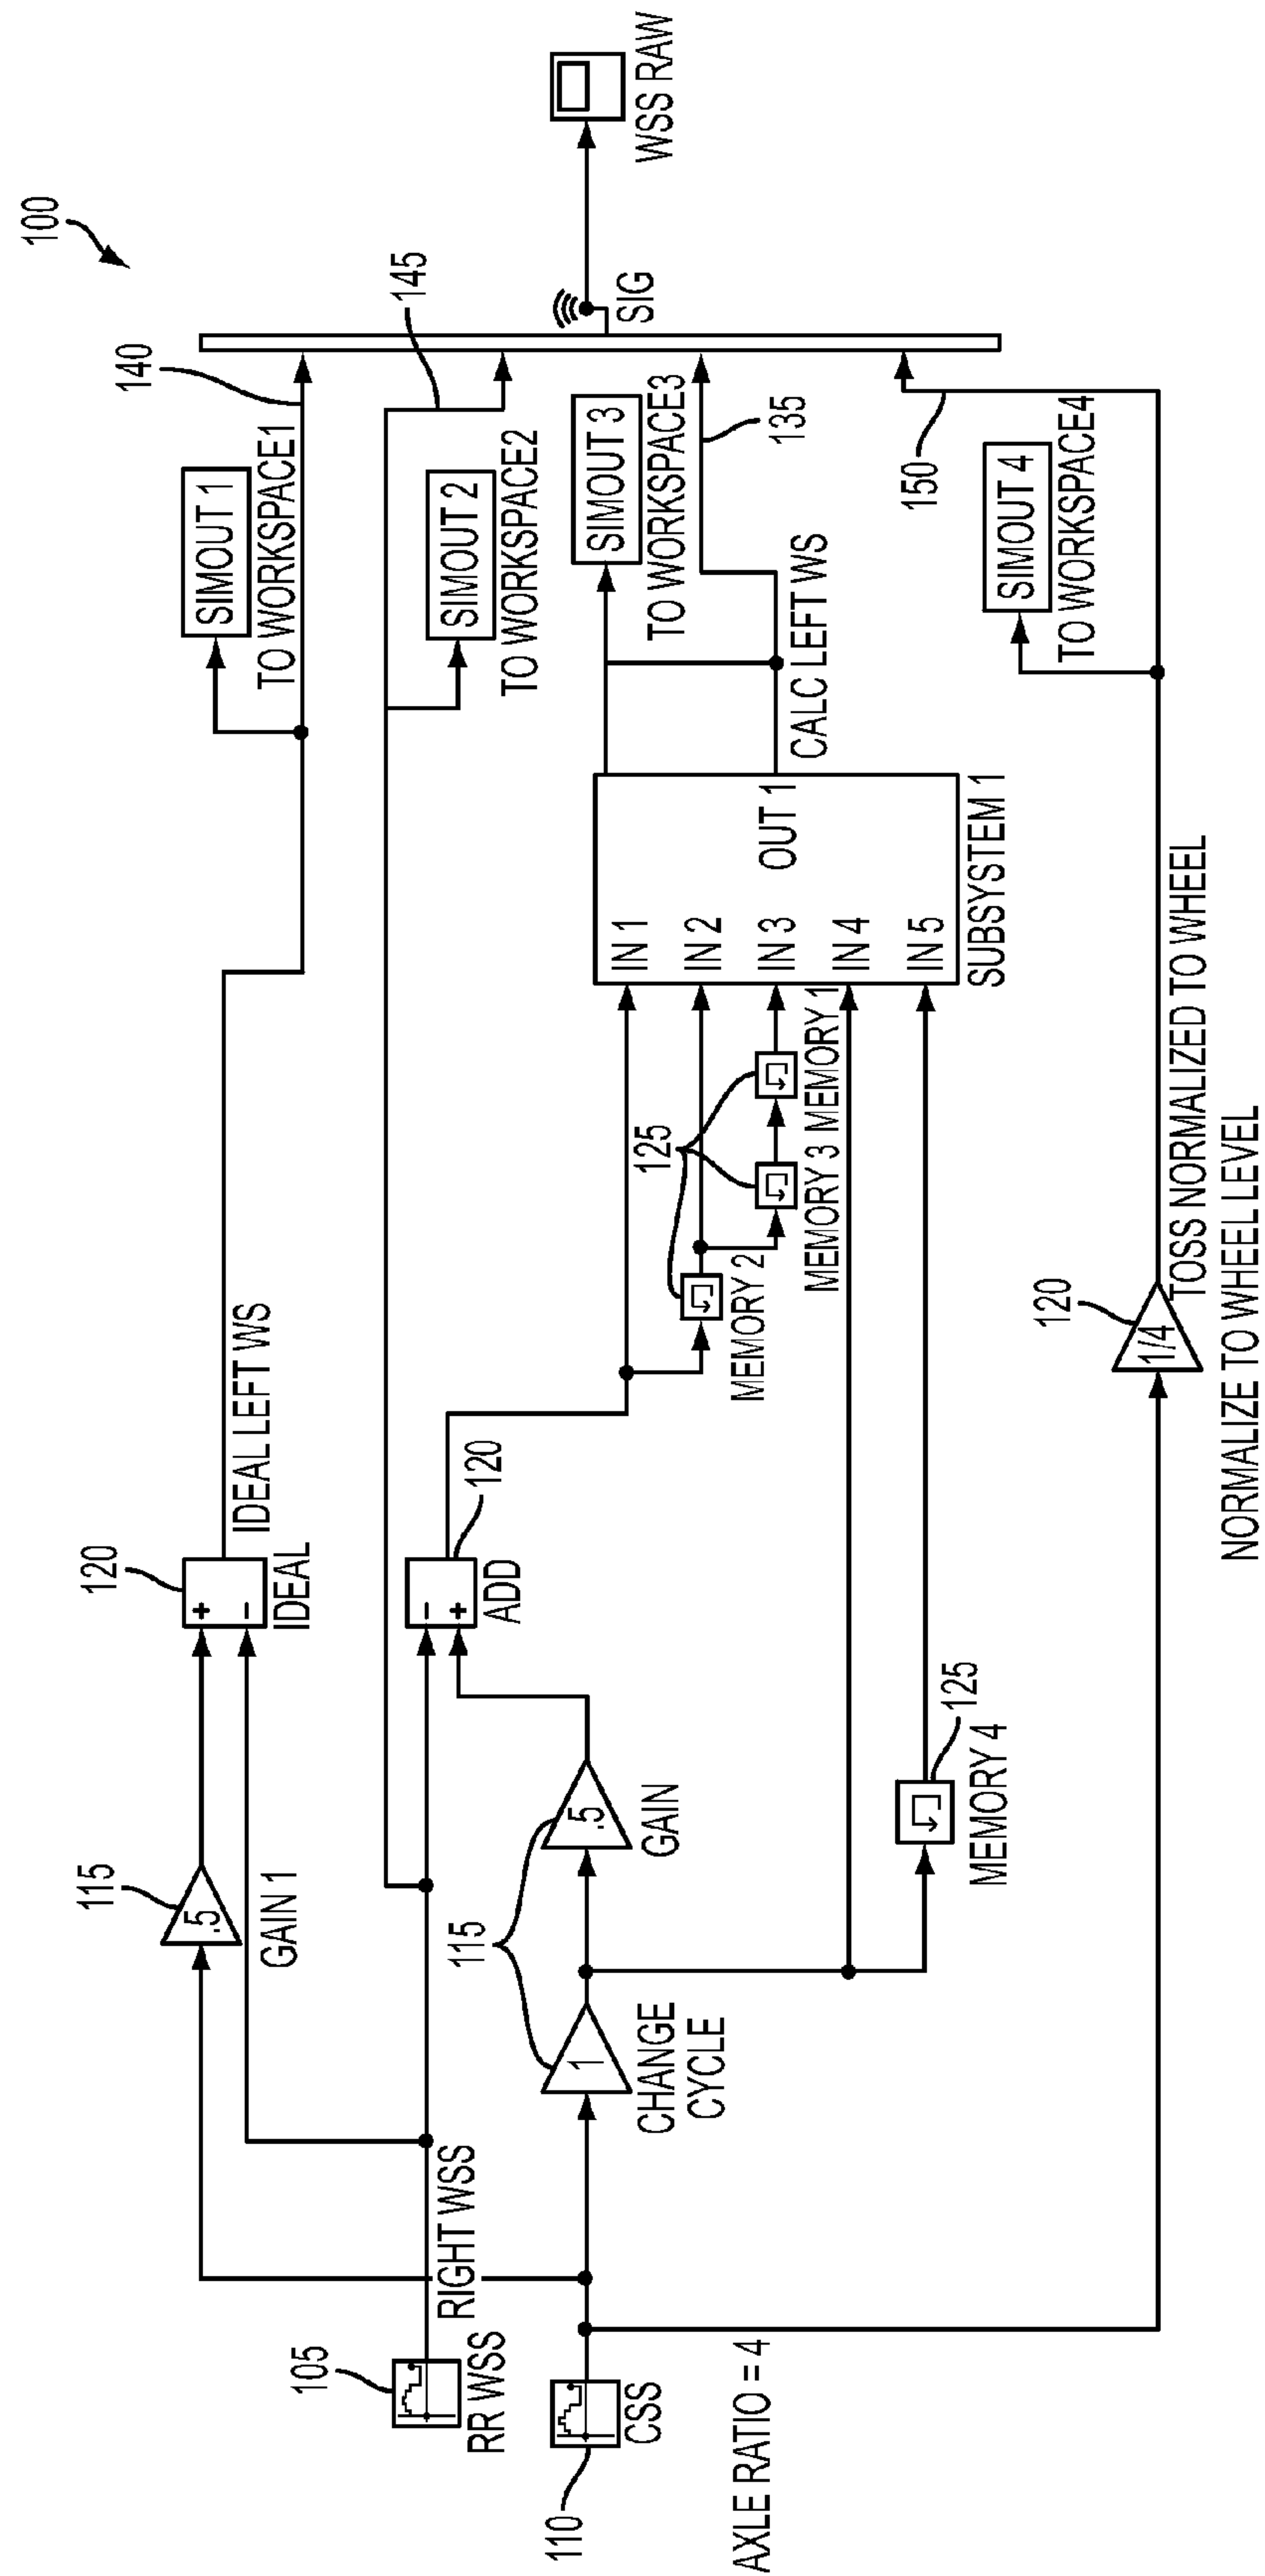 100
105
RR WSS
RIGHT WSS
110
CSS
AXLE RATIO = 4
115
.5
GAIN 1
120
+
-
IDEAL
IDEAL LEFT WS
1
CHANGE
CYCLE
115
.5
GAIN
-
+
ADD
120
MEMORY 4
125
MEMORY 2
125
MEMORY 3
MEMORY 1
IN 1
IN 2
IN 3
IN 4
IN 5
OUT 1
SUBSYSTEM 1
CALC LEFT WS
120
1/4
TOSS NORMALIZED TO WHEEL
NORMALIZE TO WHEEL LEVEL
SIMOUT 1
TO WORKSPACE1
140
SIMOUT 2
TO WORKSPACE2
145
SIMOUT 3
TO WORKSPACE3
135
SIMOUT 4
TO WORKSPACE4
150
SIG
WSS RAW